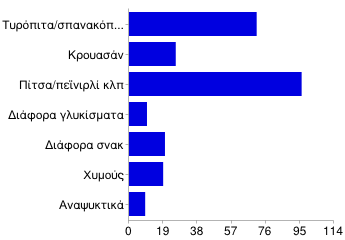 Τυρόπιτα/σπανακόπ...
Κρουασάν
Πίτσα/πεϊνιρλί κλπ
Διάφορα γλυκίσματα
Διάφορα σνακ
Χυμούς
Αναψυκτικά
0 19 38 57 76 95 114